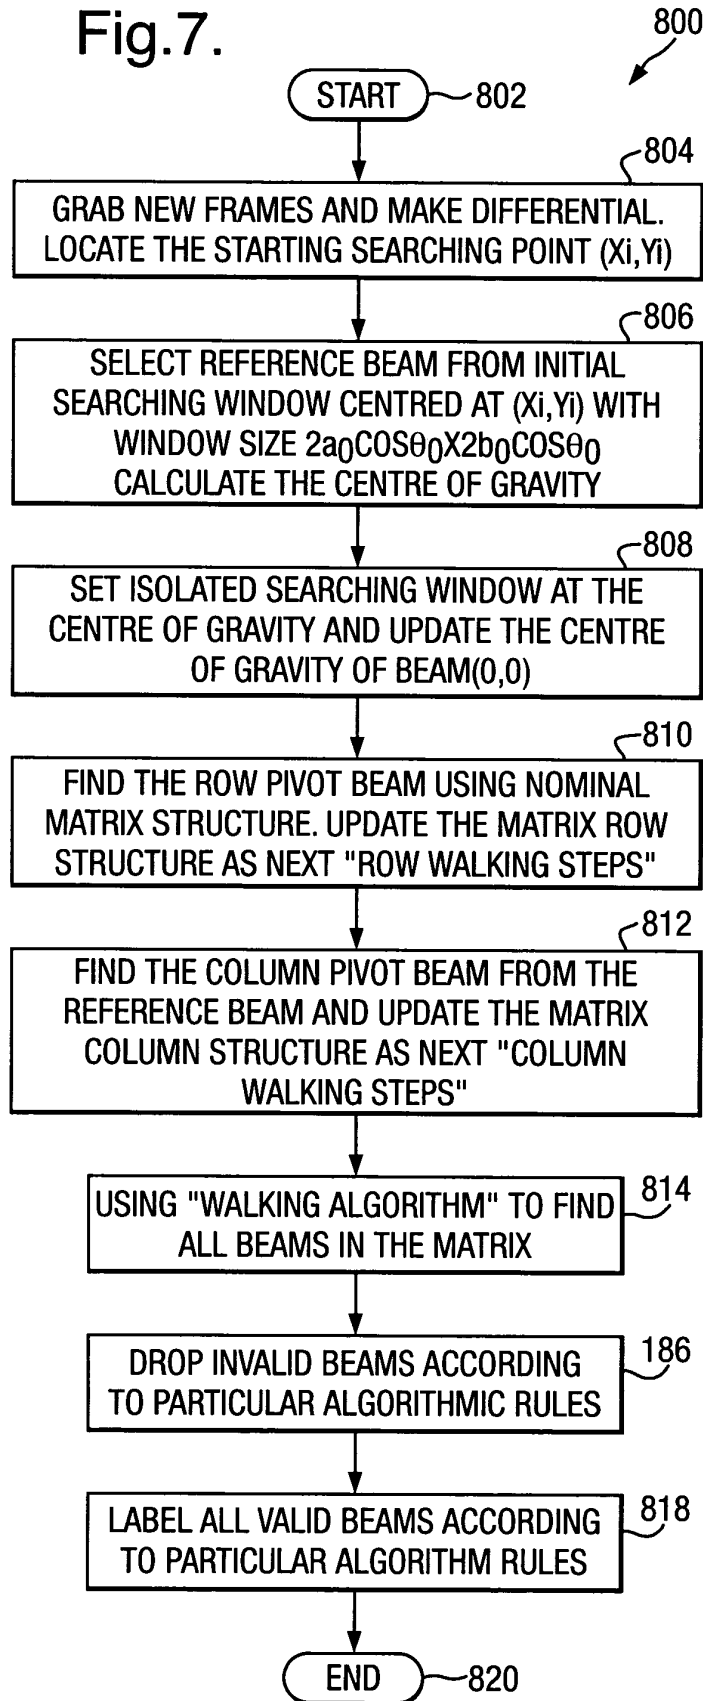 Fig.7.
800
START
802
804
GRAB NEW FRAMES AND MAKE DIFFERENTIAL.
LOCATE THE STARTING SEARCHING POINT (Xi,Yi)
806
SELECT REFERENCE BEAM FROM INITIAL
SEARCHING WINDOW CENTRED AT (Xi,Yi) WITH
WINDOW SIZE 2a₀COSθ₀X2b₀COSθ₀
CALCULATE THE CENTRE OF GRAVITY
808
SET ISOLATED SEARCHING WINDOW AT THE
CENTRE OF GRAVITY AND UPDATE THE CENTRE
OF GRAVITY OF BEAM(0,0)
810
FIND THE ROW PIVOT BEAM USING NOMINAL
MATRIX STRUCTURE. UPDATE THE MATRIX ROW
STRUCTURE AS NEXT "ROW WALKING STEPS"
812
FIND THE COLUMN PIVOT BEAM FROM THE
REFERENCE BEAM AND UPDATE THE MATRIX
COLUMN STRUCTURE AS NEXT "COLUMN
WALKING STEPS"
814
USING "WALKING ALGORITHM" TO FIND
ALL BEAMS IN THE MATRIX
186
DROP INVALID BEAMS ACCORDING
TO PARTICULAR ALGORITHMIC RULES
818
LABEL ALL VALID BEAMS ACCORDING
TO PARTICULAR ALGORITHM RULES
END
820